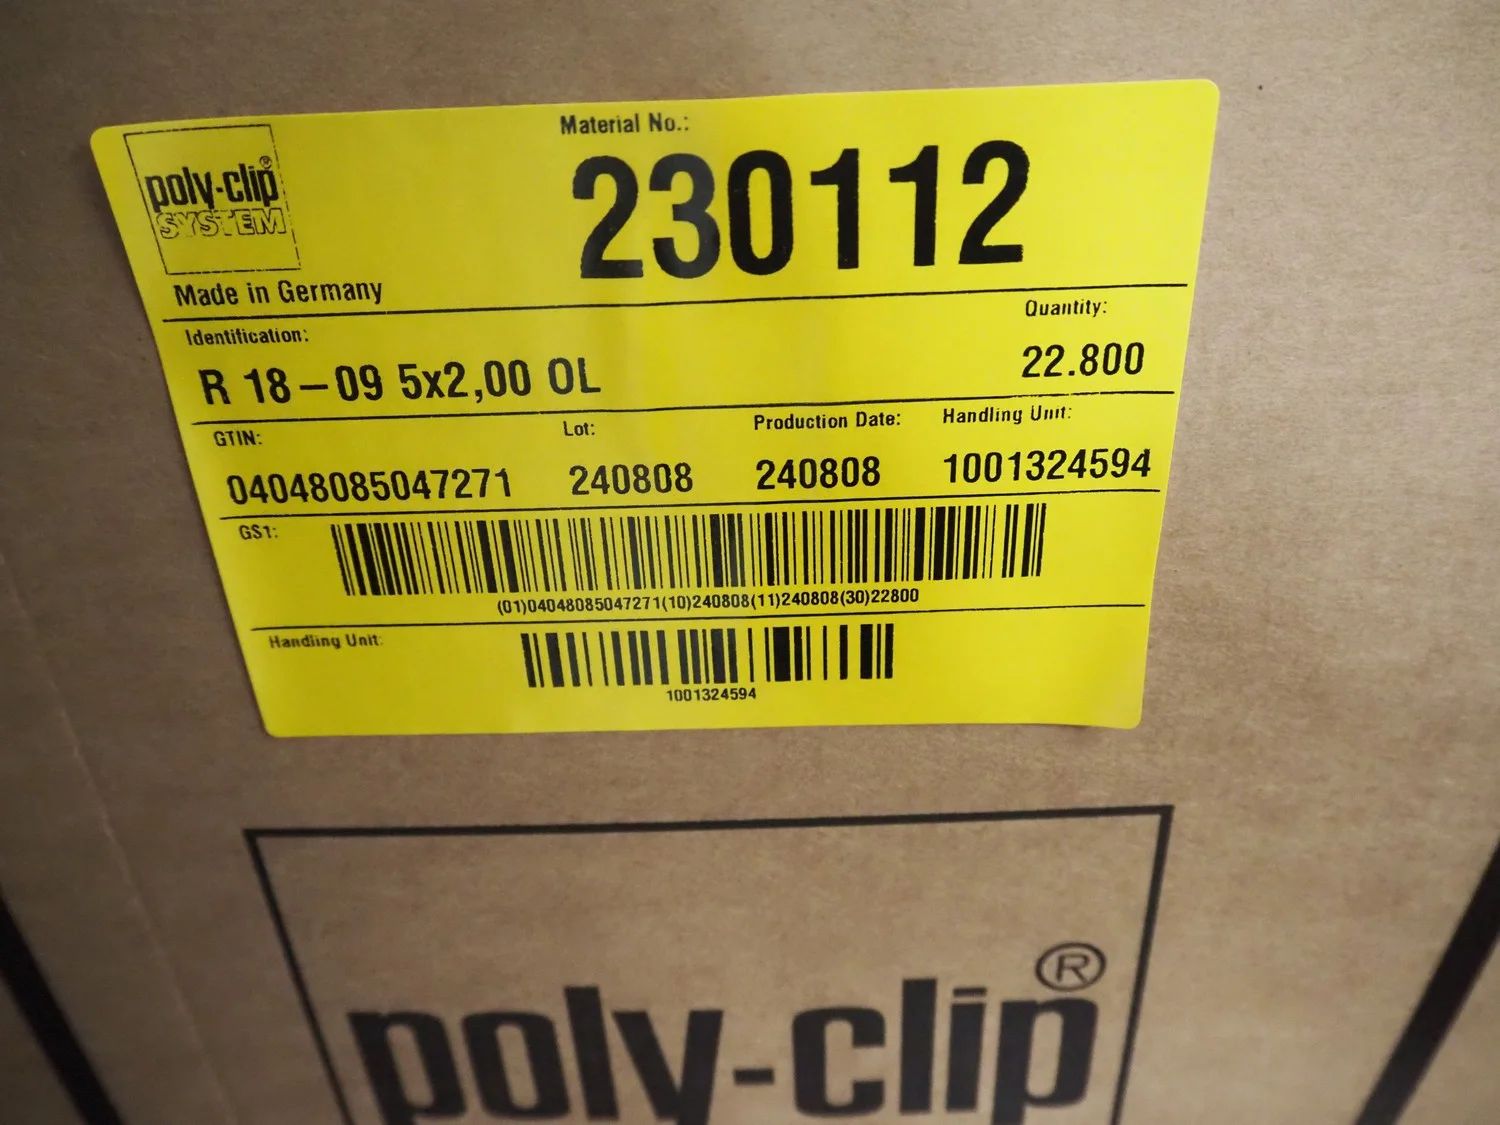 poly-clip®
SYSTEM
Made in Germany
Material No.:
230112
Identification:
R 18–09 5x2,00 OL
Quantity:
22.800
GTIN:
04048085047271
Lot:
240808
Production Date:
240808
Handling Unit:
1001324594
GS1:
(01)04048085047271(10)240808(11)240808(30)22800
Handling Unit:
1001324594
poly-clip®